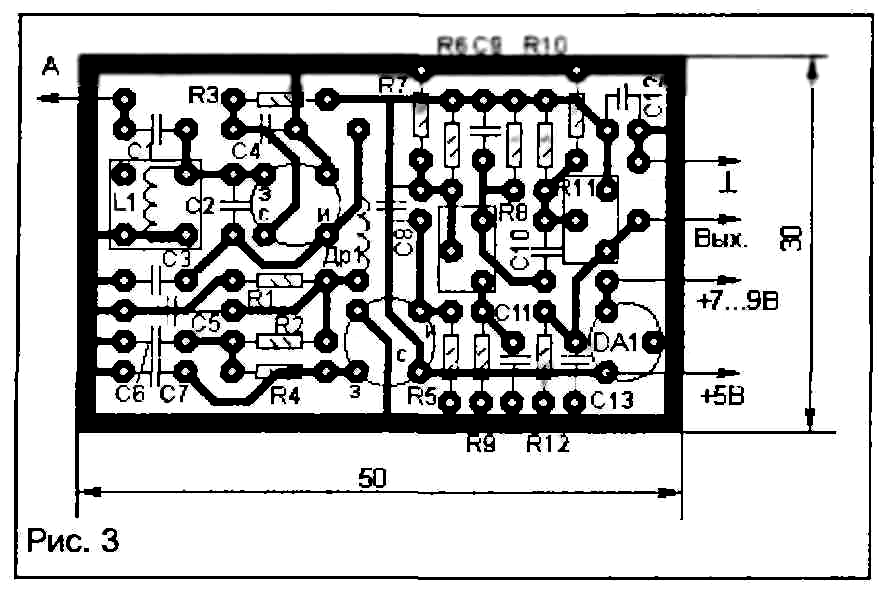 R6 C9 R10
A
R3
R7
C12
C1
C4
L1
C2
З
С
И
R8
R11
⊥
C3
Др1
C8
C10
Вых.
30
R1
+7...9В
C5
R2
C11
И
С
DA1
C6 C7
R4
З
R5
C13
+5В
R9 R12
50
Рис. 3